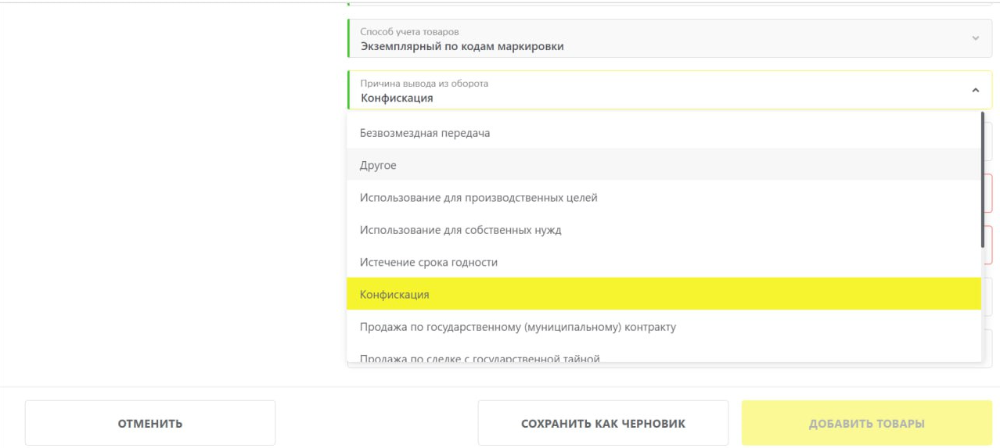 Способ учета товаров
Экземплярный по кодам маркировки
Причина вывода из оборота
Конфискация
Безвозмездная передача
Другое
Использование для производственных целей
Использование для собственных нужд
Истечение срока годности
Конфискация
Продажа по государственному (муниципальному) контракту
Продажа по сделке с государственной тайной
ОТМЕНИТЬ
СОХРАНИТЬ КАК ЧЕРНОВИК
ДОБАВИТЬ ТОВАРЫ